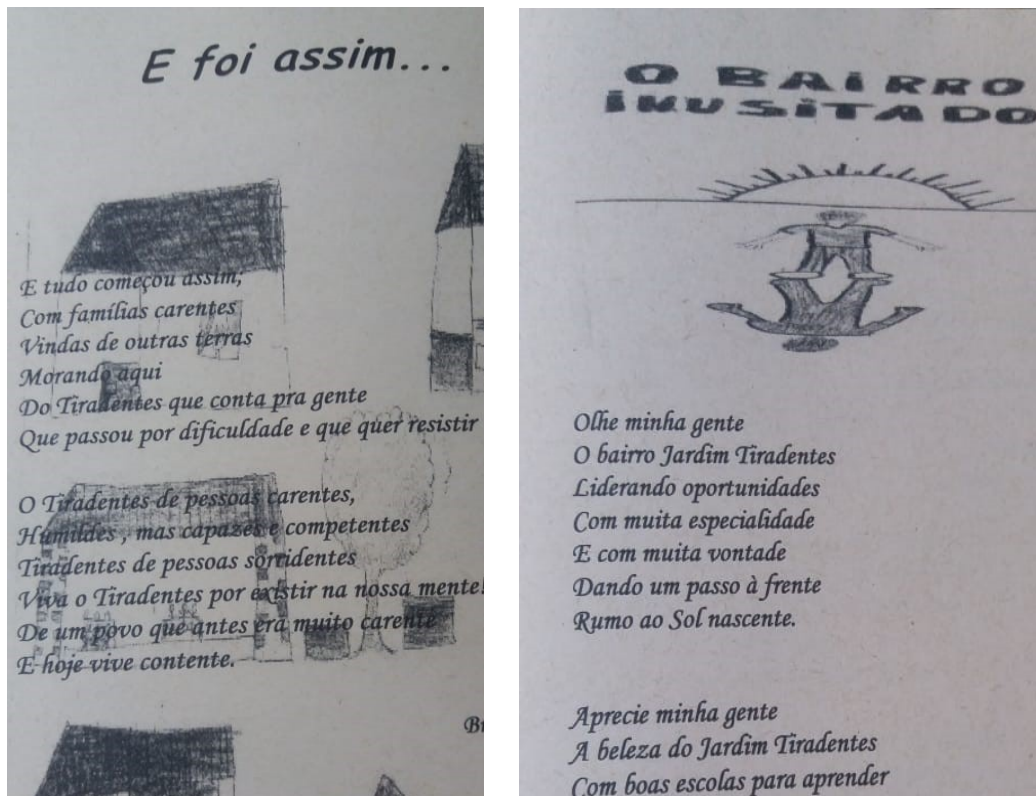 E foi assim...
E tudo começou assim;
Com famílias carentes
Vindas de outras terras
Morando aqui
Do Tiradentes que conta pra gente
Que passou por dificuldade e que quer resistir
O Tiradentes de pessoas carentes,
Humildes , mas capazes e competentes
Tiradentes de pessoas sorridentes
Viva o Tiradentes por existir na nossa mente!
De um povo que antes era muito carente
E hoje vive contente.
O BAiRRO
iNUSiTADO
Olhe minha gente
O bairro Jardim Tiradentes
Liderando oportunidades
Com muita especialidade
E com muita vontade
Dando um passo à frente
Rumo ao Sol nascente.
Aprecie minha gente
A beleza do Jardim Tiradentes
Com boas escolas para aprender